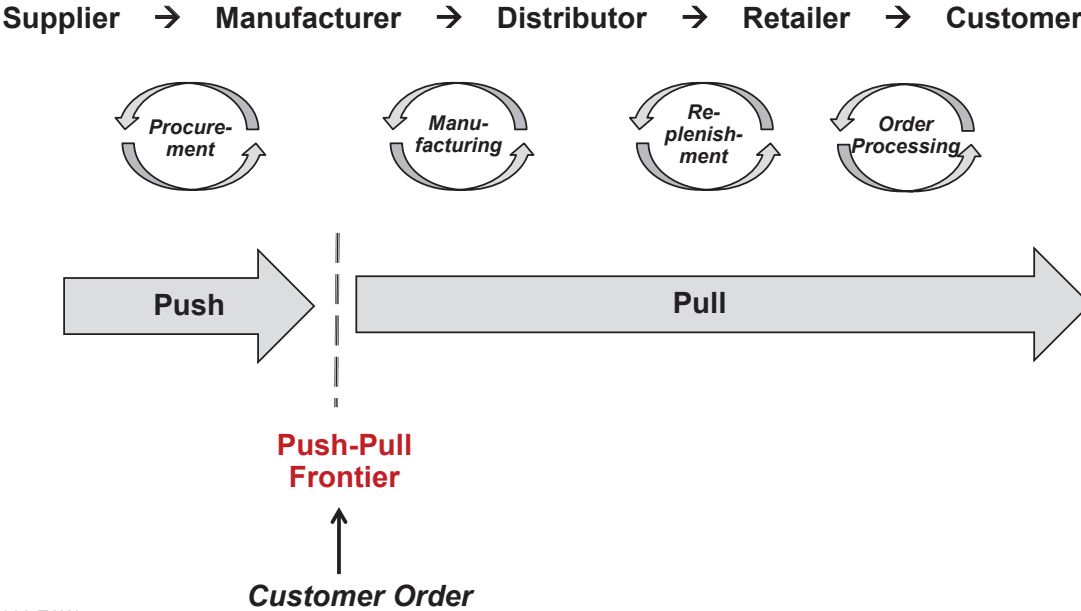 Supplier → Manufacturer → Distributor → Retailer → Customer
Procure-
ment
Manu-
facturing
Re-
plenish-
ment
Order
Processing
Push
Pull
Push-Pull
Frontier
Customer Order